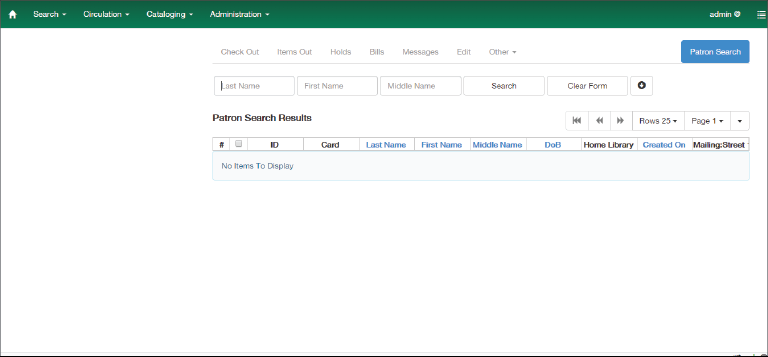 Search Circulation Cataloging Administration admin @
Check Out Items Out Holds Bills Messages Edit Other Patron Search
Last Name First Name Middle Name Search Clear Form
Patron Search Results Rows 25 Page 1
# ID Card Last Name First Name Middle Name DoB Home Library Created On Mailing:Street
No Items To Display